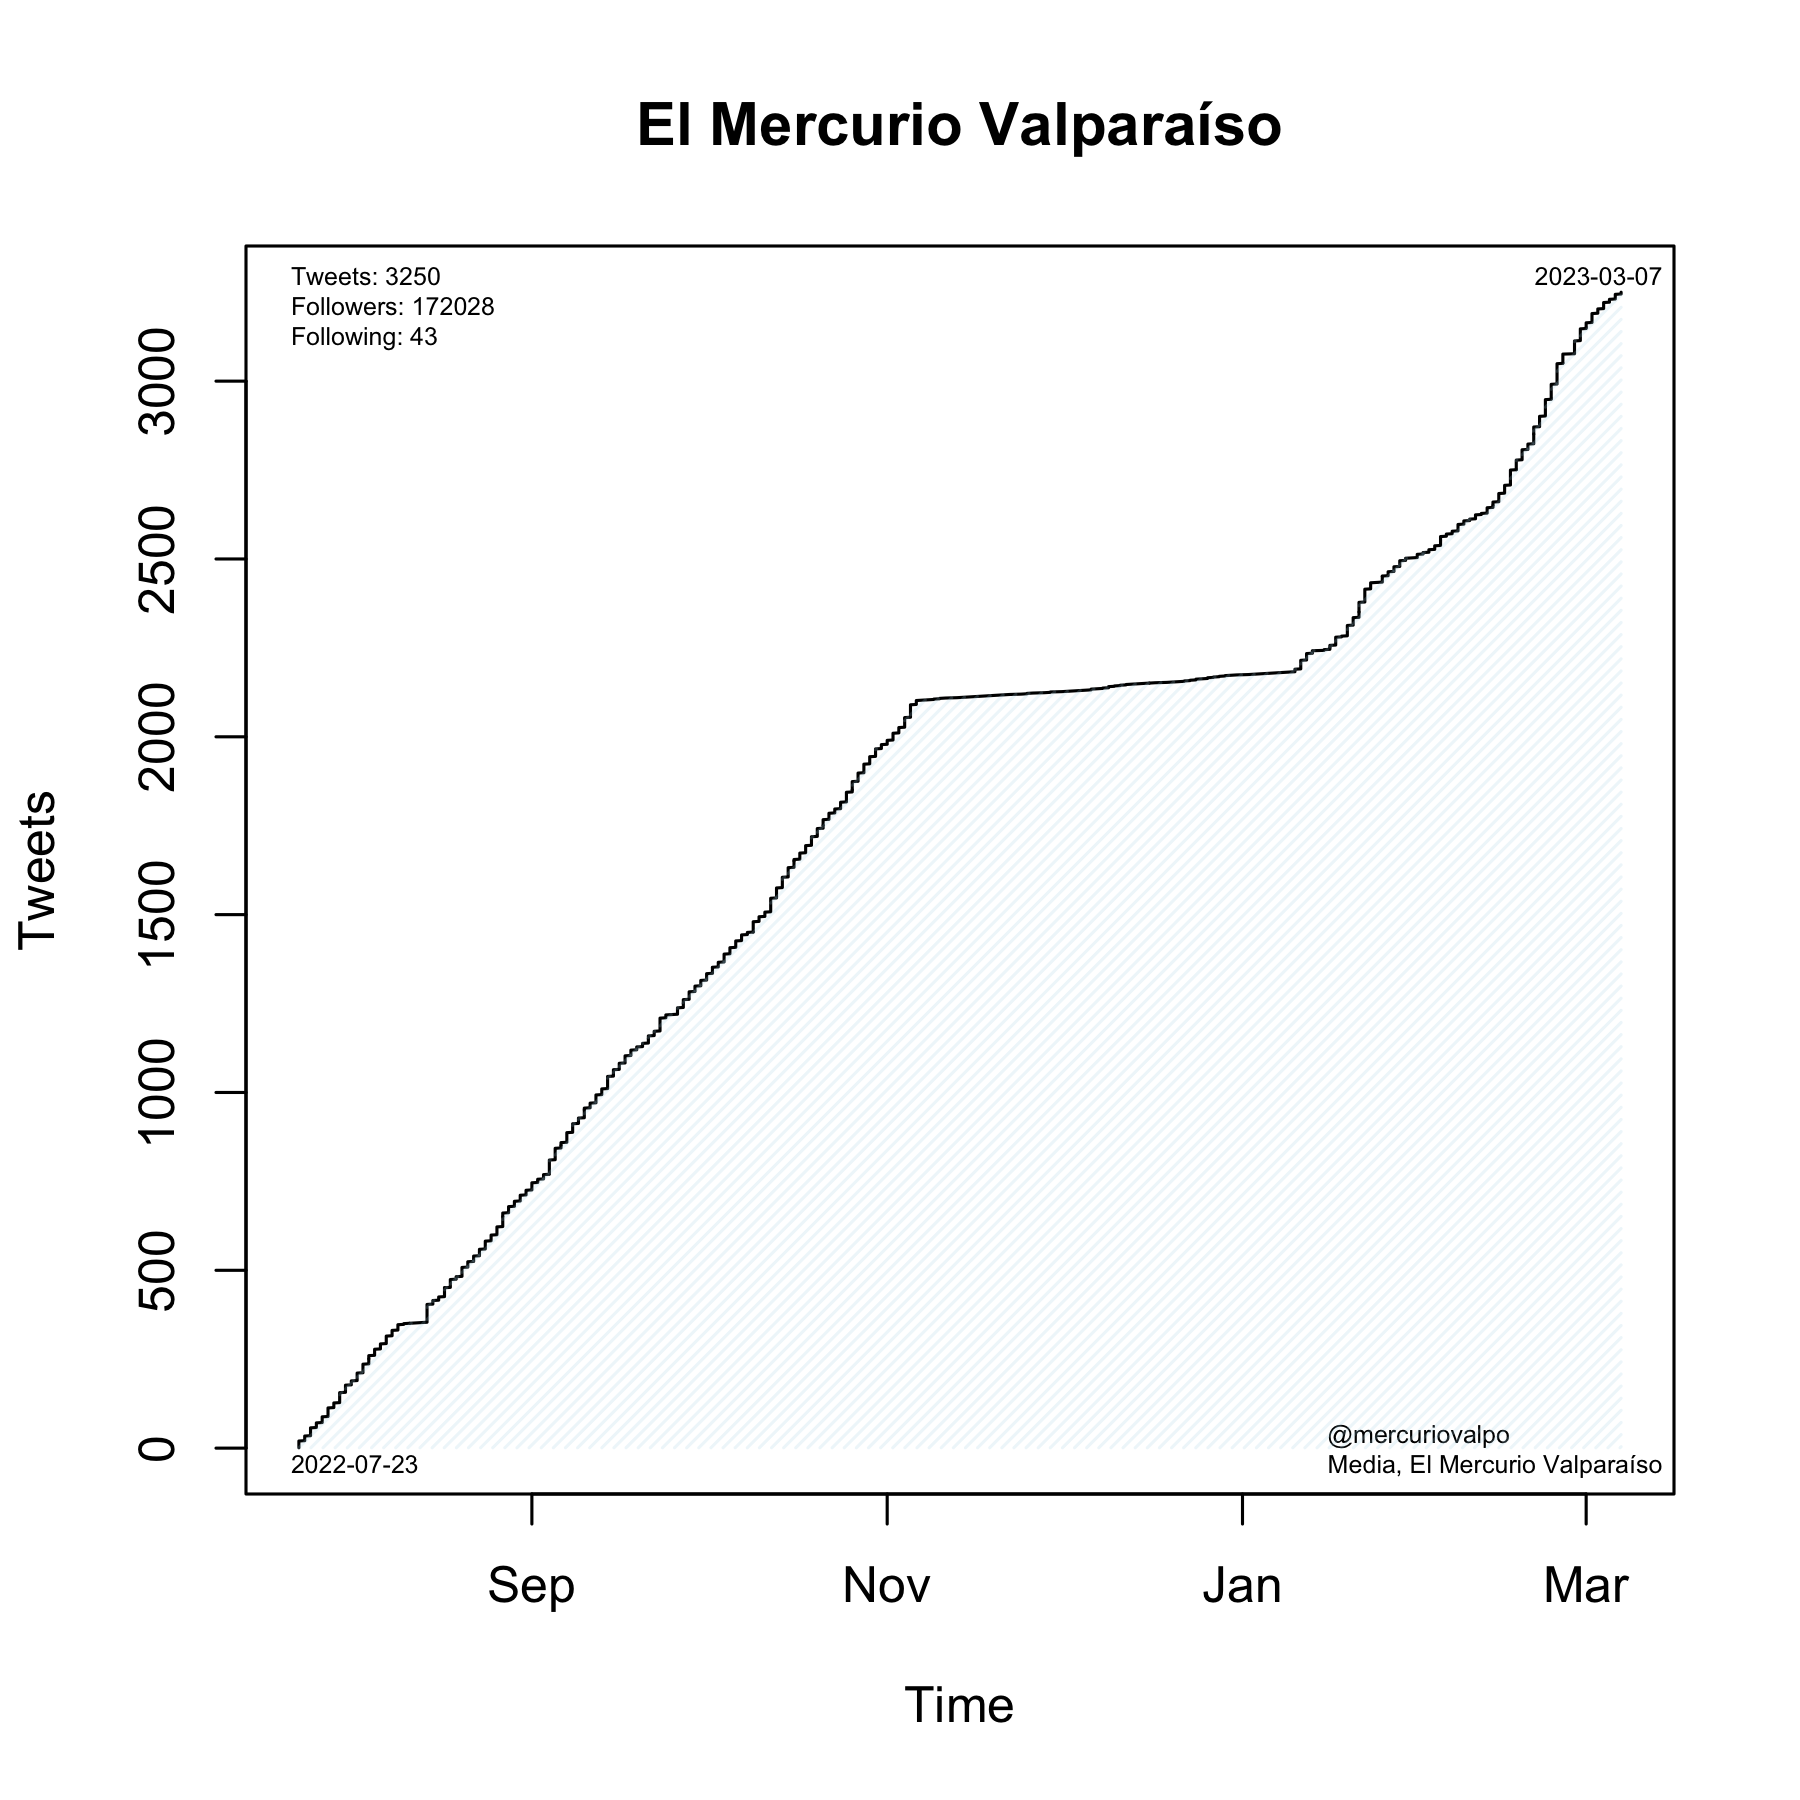 El Mercurio Valparaíso
Tweets: 3250
Followers: 172028
Following: 43
2023-03-07
3000
2500
2000
1500
1000
500
0
Tweets
2022-07-23
@mercuriovalpo
Media, El Mercurio Valparaíso
Sep
Nov
Jan
Mar
Time